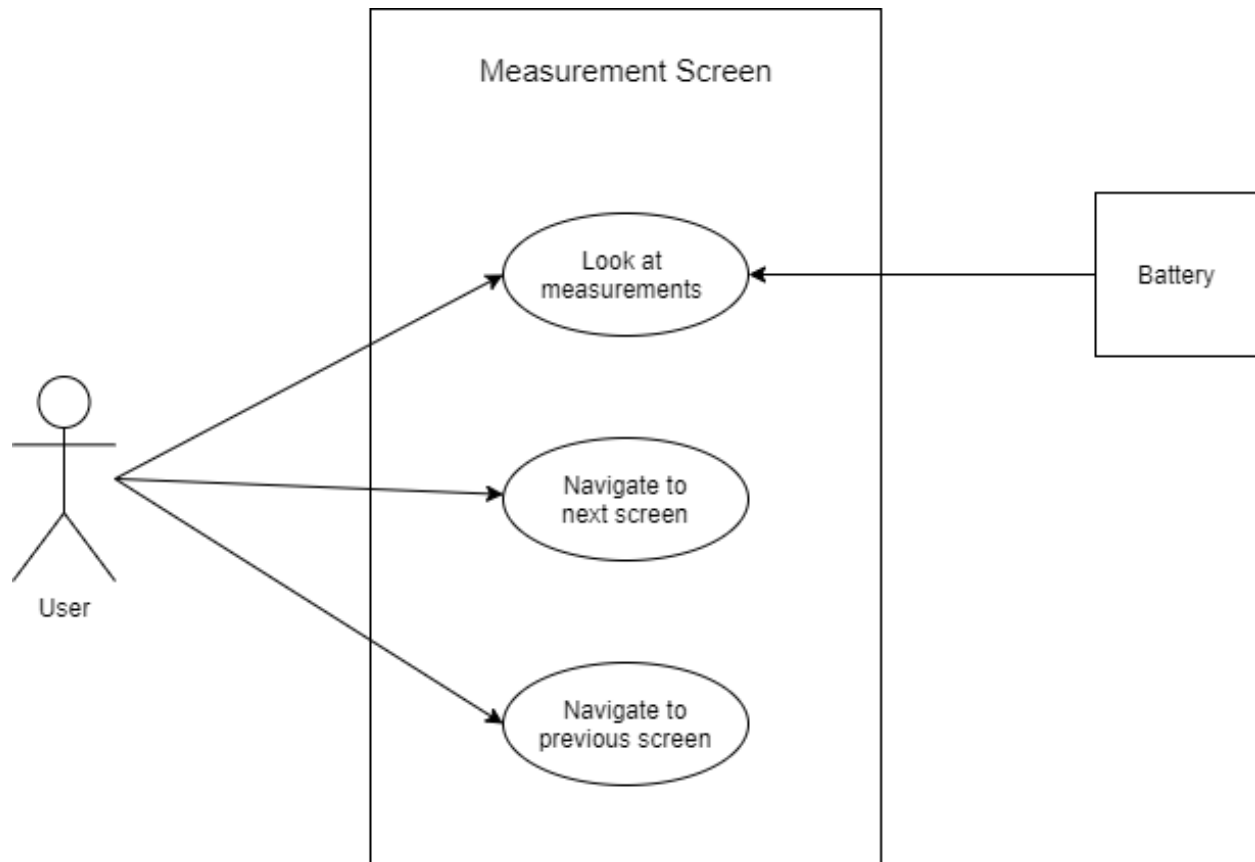 Measurement Screen
Look at
measurements
Battery
Navigate to
next screen
User
Navigate to
previous screen